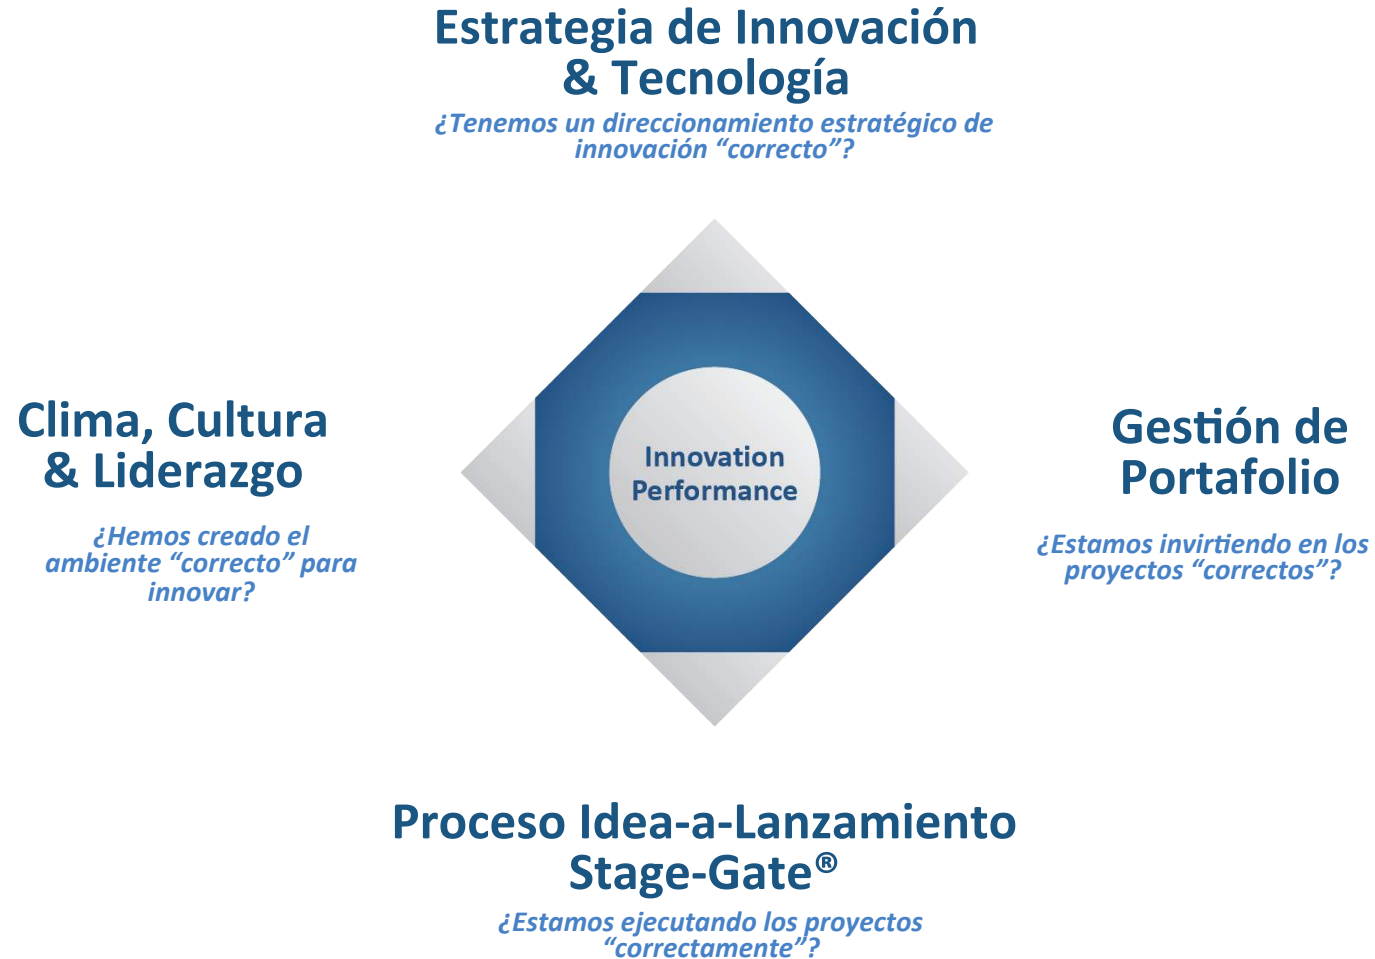 Estrategia de Innovación
& Tecnología
¿Tenemos un direccionamiento estratégico de
innovación “correcto”?
Clima, Cultura
& Liderazgo
¿Hemos creado el
ambiente “correcto” para
innovar?
Innovation
Performance
Gestión de
Portafolio
¿Estamos invirtiendo en los
proyectos “correctos”?
Proceso Idea-a-Lanzamiento
Stage-Gate®
¿Estamos ejecutando los proyectos
“correctamente”?